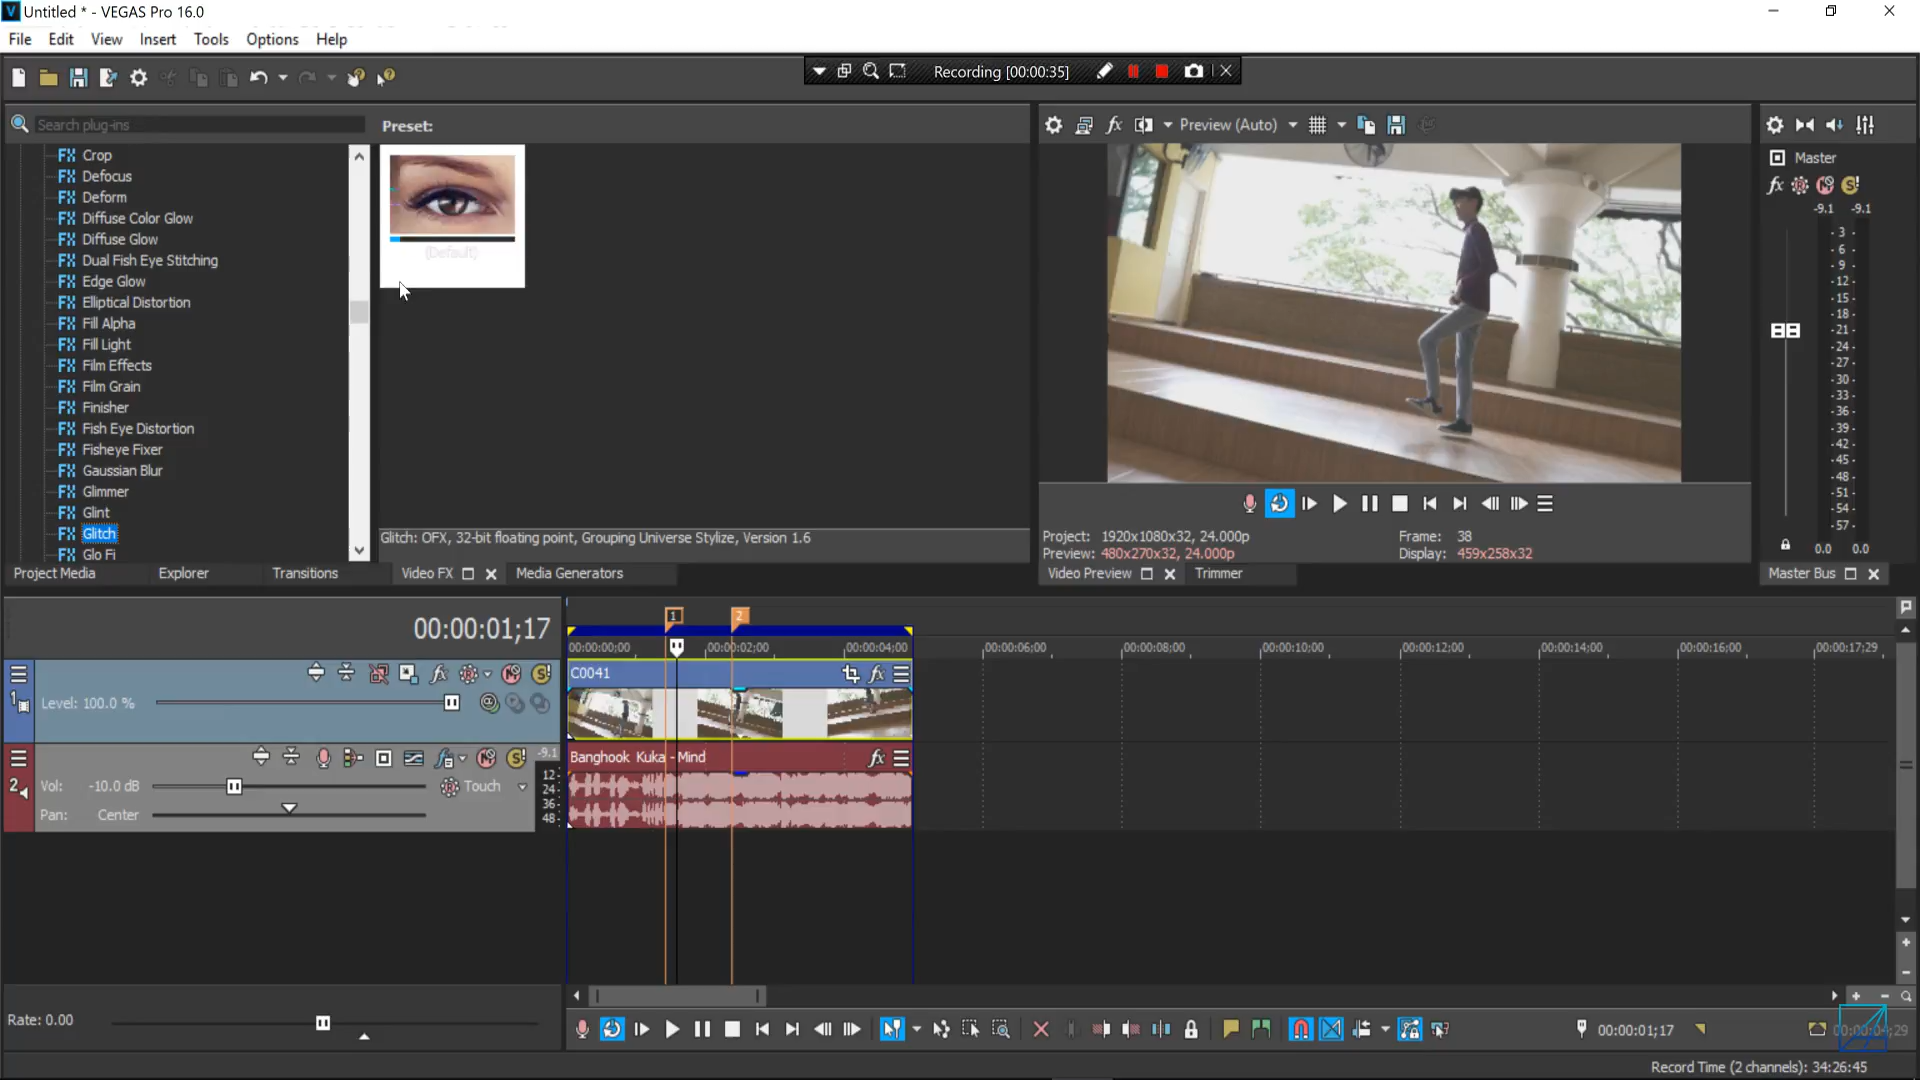 Untitled * - VEGAS Pro 16.0
File Edit View Insert Tools Options Help
Recording [00:00:35]
Search plug-ins
Preset:
Preview (Auto)
Crop
Defocus
Deform
Diffuse Color Glow
Diffuse Glow
Dual Fish Eye Stitching
Edge Glow
Elliptical Distortion
Fill Alpha
Fill Light
Film Effects
Film Grain
Finisher
Fish Eye Distortion
Fisheye Fixer
Gaussian Blur
Glimmer
Glint
Glitch
Glo Fi
(Default)
Glitch: OFX, 32-bit floating point, Grouping Universe Stylize, Version 1.6
Project: 1920x1080x32, 24.000p
Preview: 480x270x32, 24.000p
Frame: 38
Display: 459x258x32
Master
-9.1 -9.1
3
6
9
12
15
18
21
24
27
30
33
36
39
42
45
48
51
54
57
0.0 0.0
Project Media Explorer Transitions Video FX Media Generators
Video Preview Trimmer
Master Bus
00:00:01;17
1 2
00:00:00;00 00:00:02;00 00:00:04;00 00:00:06;00 00:00:08;00 00:00:10;00 00:00:12;00 00:00:14;00 00:00:16;00 00:00:17;29
1
Level: 100.0 %
C0041
2
Vol: -10.0 dB
Touch
Pan: Center
-9.1
12
24
36
48
Banghook Kuka - Mind
Rate: 0.00
00:00:01;17
Record Time (2 channels): 34:26:45